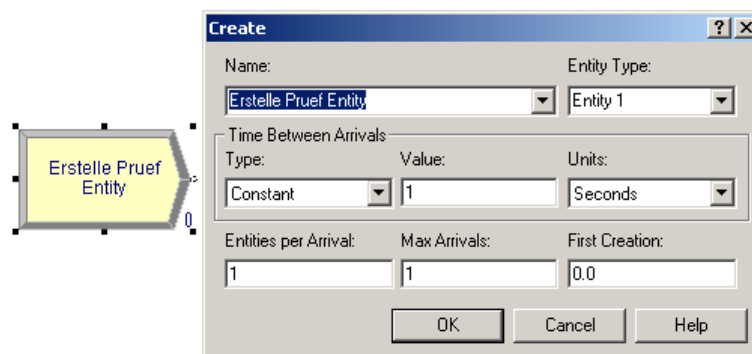 Create
Name:
Entity Type:
Erstelle Pruef Entity
Entity 1
Time Between Arrivals
Type:
Value:
Units:
Constant
1
Seconds
Entities per Arrival:
Max Arrivals:
First Creation:
1
1
0.0
OK
Cancel
Help
Erstelle Pruef
Entity
0